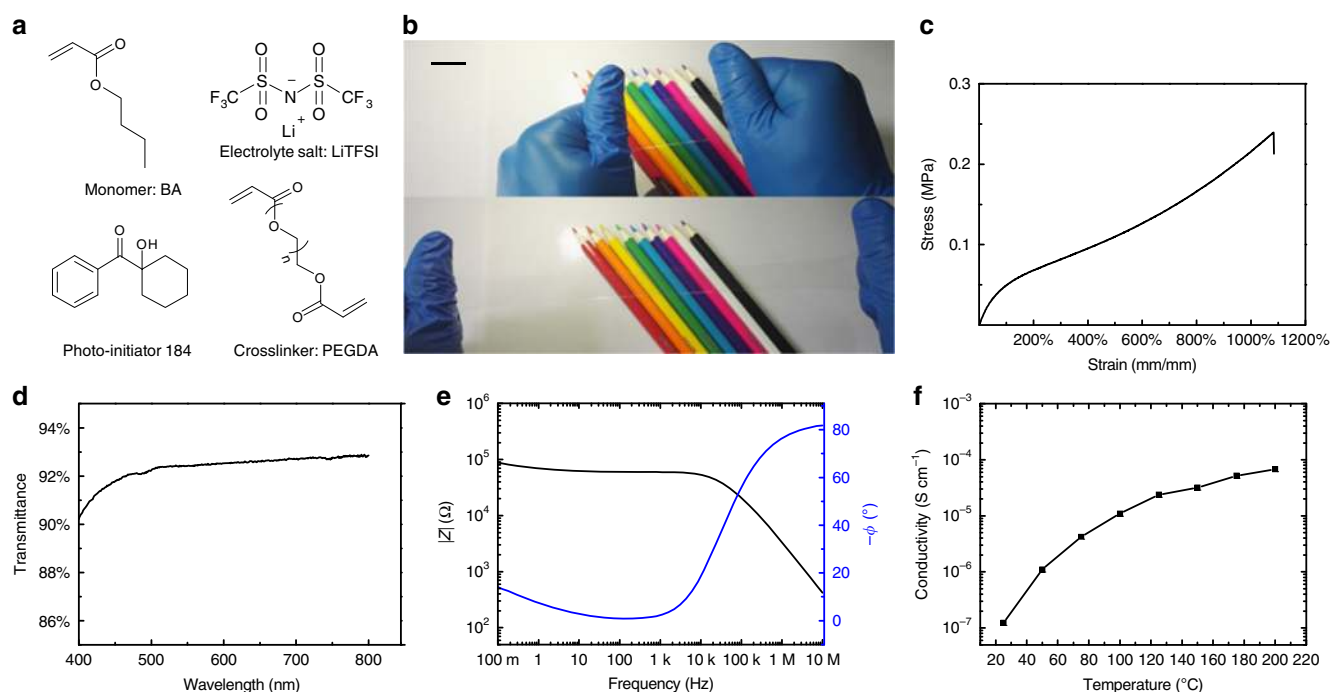 a
O
O
Monomer: BA
O
O
S
−
S
F3C
N
CF3
O
O
Li+
Electrolyte salt: LiTFSI
O
OH
Photo-initiator 184
O
O
n
O
O
Crosslinker: PEGDA
b
c
0.3
0.2
0.1
Stress (MPa)
200% 400% 600% 800% 1000% 1200%
Strain (mm/mm)
d
94%
92%
90%
88%
86%
Transmittance
400 500 600 700 800
Wavelength (nm)
e
10^6
10^5
10^4
10^3
10^2
|Z| (Ω)
80
60
40
20
0
−ϕ (°)
100 m 1 10 100 1 k 10 k 100 k 1 M 10 M
Frequency (Hz)
f
10^−3
10^−4
10^−5
10^−6
10^−7
Conductivity (S cm^−1)
20 40 60 80 100 120 140 160 180 200 220
Temperature (°C)